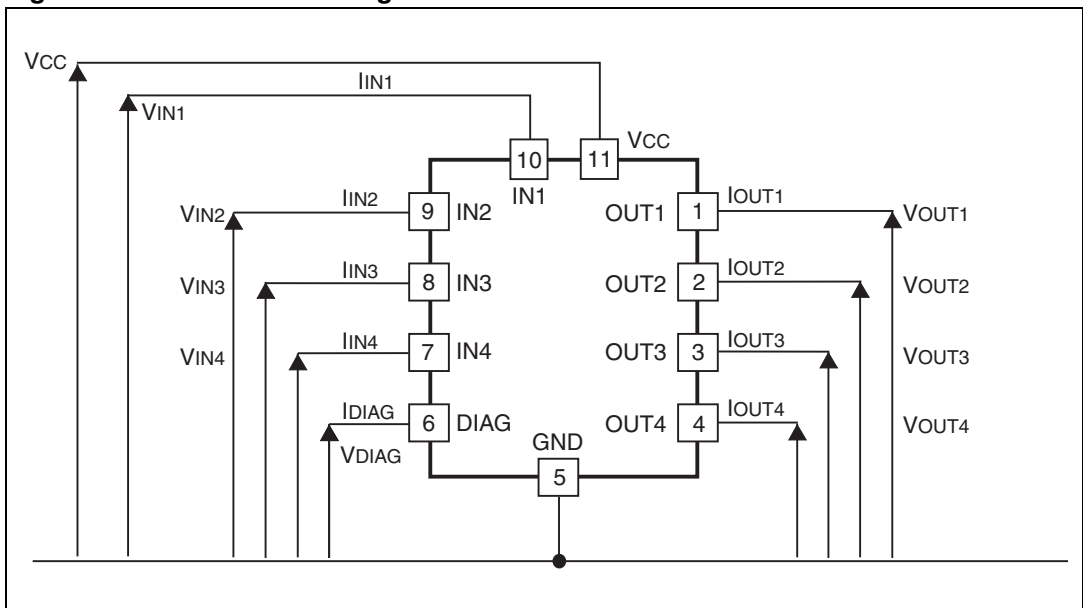 VCC
IIN1
VIN1
VCC
10
11
IN1
IIN2
VIN2
9
IN2
OUT1
1
IOUT1
VOUT1
IIN3
VIN3
8
IN3
OUT2
2
IOUT2
VOUT2
IIN4
VIN4
7
IN4
OUT3
3
IOUT3
VOUT3
IDIAG
6
DIAG
VDIAG
OUT4
4
IOUT4
VOUT4
GND
5